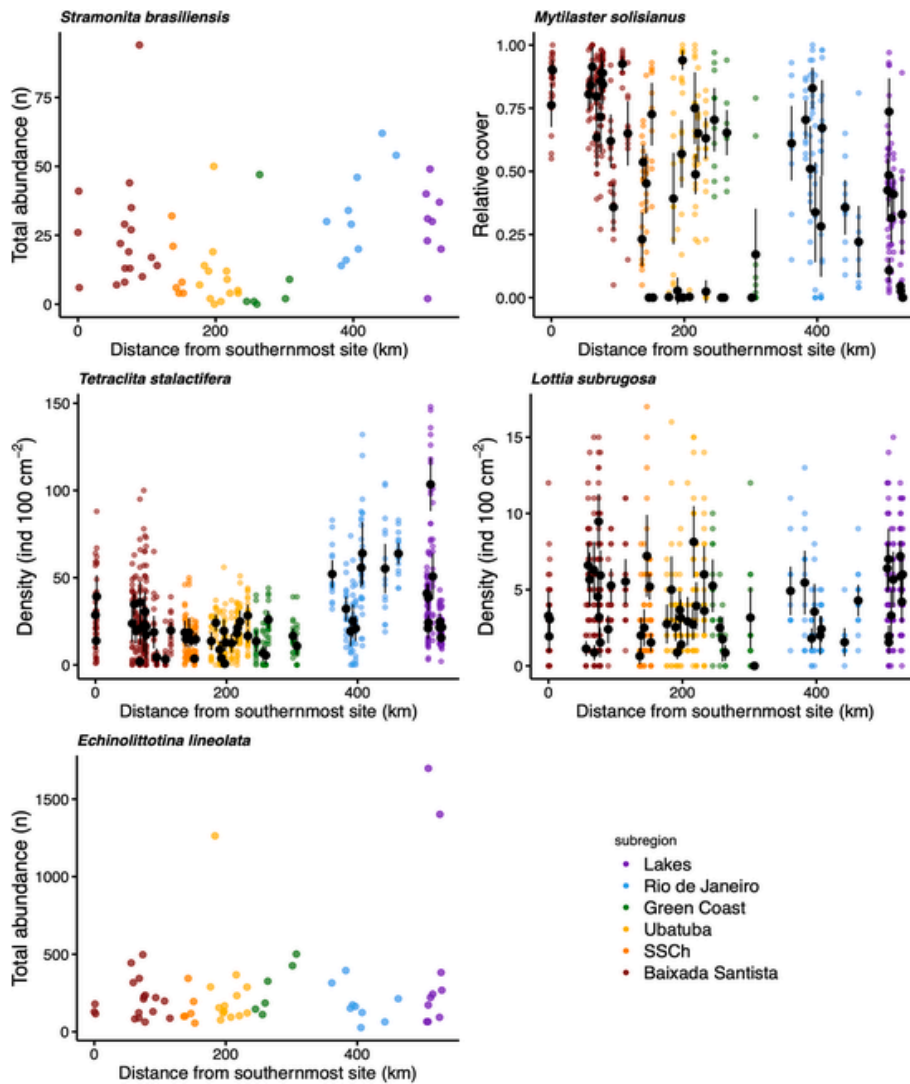 Stramonita brasiliensis
Total abundance (n)
75
50
25
0
0 200 400
Distance from southernmost site (km)
Mytilaster solisianus
Relative cover
1.00
0.75
0.50
0.25
0.00
0 200 400
Distance from southernmost site (km)
Tetraclita stalactifera
Density (ind 100 cm⁻²)
150
100
50
0
0 200 400
Distance from southernmost site (km)
Lottia subrugosa
Density (ind 100 cm⁻²)
15
10
5
0
0 200 400
Distance from southernmost site (km)
Echinolittotina lineolata
Total abundance (n)
1500
1000
500
0
0 200 400
Distance from southernmost site (km)
subregion
Lakes
Rio de Janeiro
Green Coast
Ubatuba
SSCh
Baixada Santista